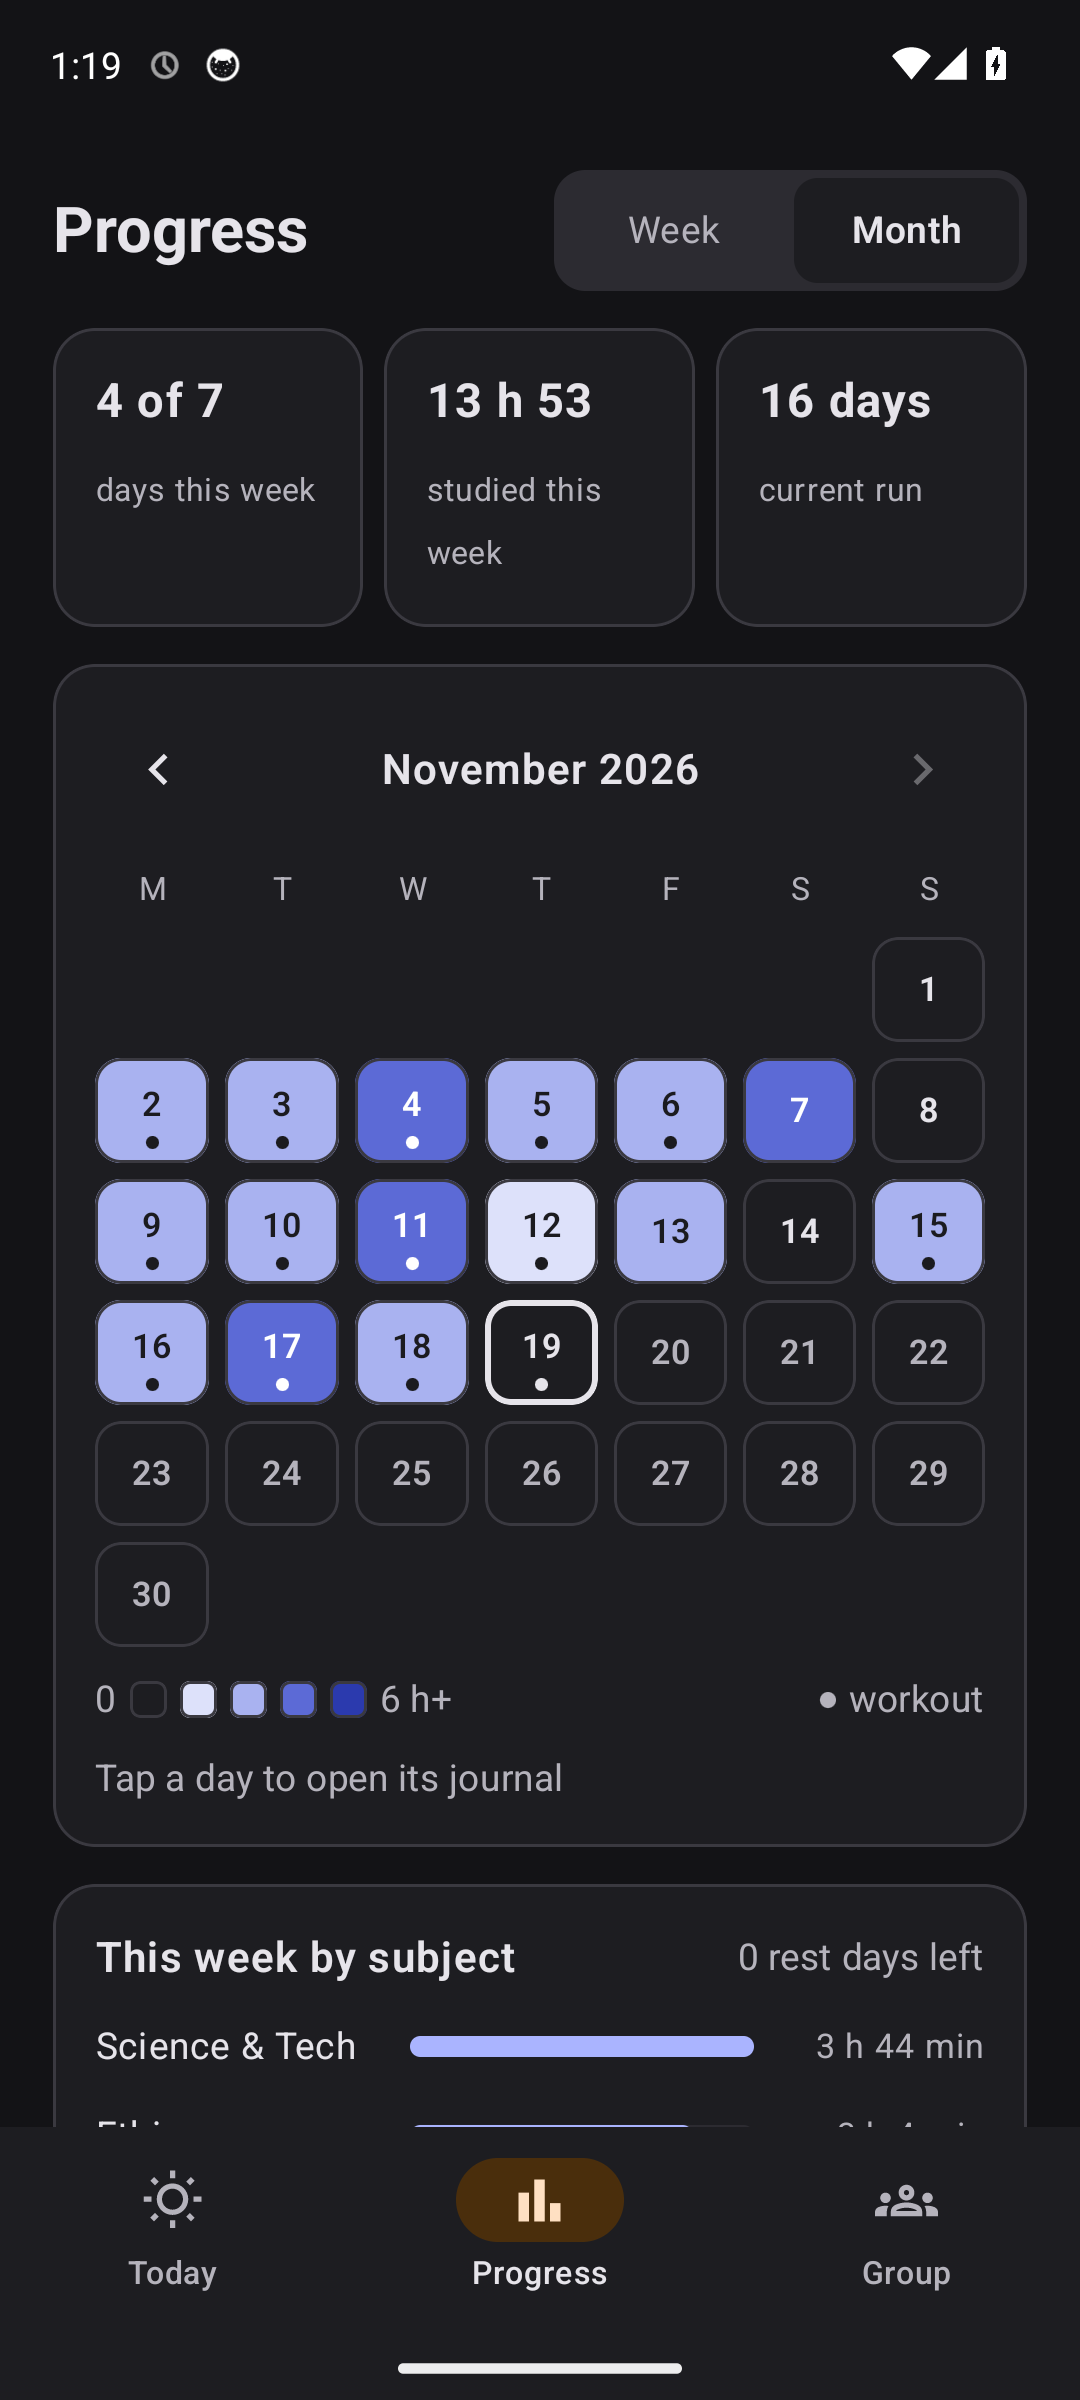 1:19
Progress
Week Month
4 of 7 13 h 53 16 days
days this week studied this current run
week
November 2026
M T W T F S S
1
2 3 4 5 6 7 8
9 10 11 12 13 14 15
16 17 18 19 20 21 22
23 24 25 26 27 28 29
30
0 6 h+ workout
Tap a day to open its journal
This week by subject 0 rest days left
Science & Tech 3 h 44 min
Today Progress Group